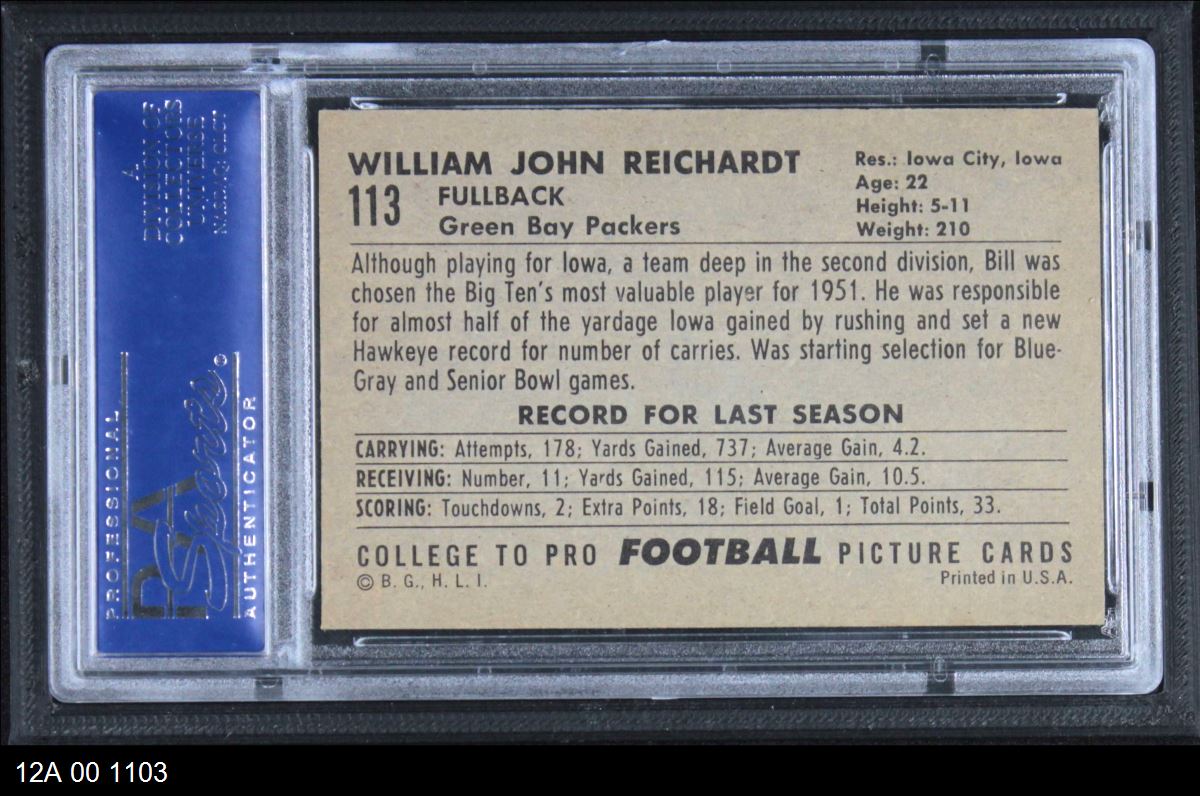 A
DIVISION OF
COLLECTORS
UNIVERSE
NASDAQ: CLCT
PROFESSIONAL
PSA
Sports
AUTHENTICATOR
WILLIAM JOHN REICHARDT
113
FULLBACK
Green Bay Packers
Res.: Iowa City, Iowa
Age: 22
Height: 5-11
Weight: 210
Although playing for Iowa, a team deep in the second division, Bill was
chosen the Big Ten's most valuable player for 1951. He was responsible
for almost half of the yardage Iowa gained by rushing and set a new
Hawkeye record for number of carries. Was starting selection for Blue-
Gray and Senior Bowl games.
RECORD FOR LAST SEASON
CARRYING: Attempts, 178; Yards Gained, 737; Average Gain, 4.2.
RECEIVING: Number, 11; Yards Gained, 115; Average Gain, 10.5.
SCORING: Touchdowns, 2; Extra Points, 18; Field Goal, 1; Total Points, 33.
COLLEGE TO PRO FOOTBALL PICTURE CARDS
© B. G., H. L. I.
Printed in U.S.A.
12A 00 1103